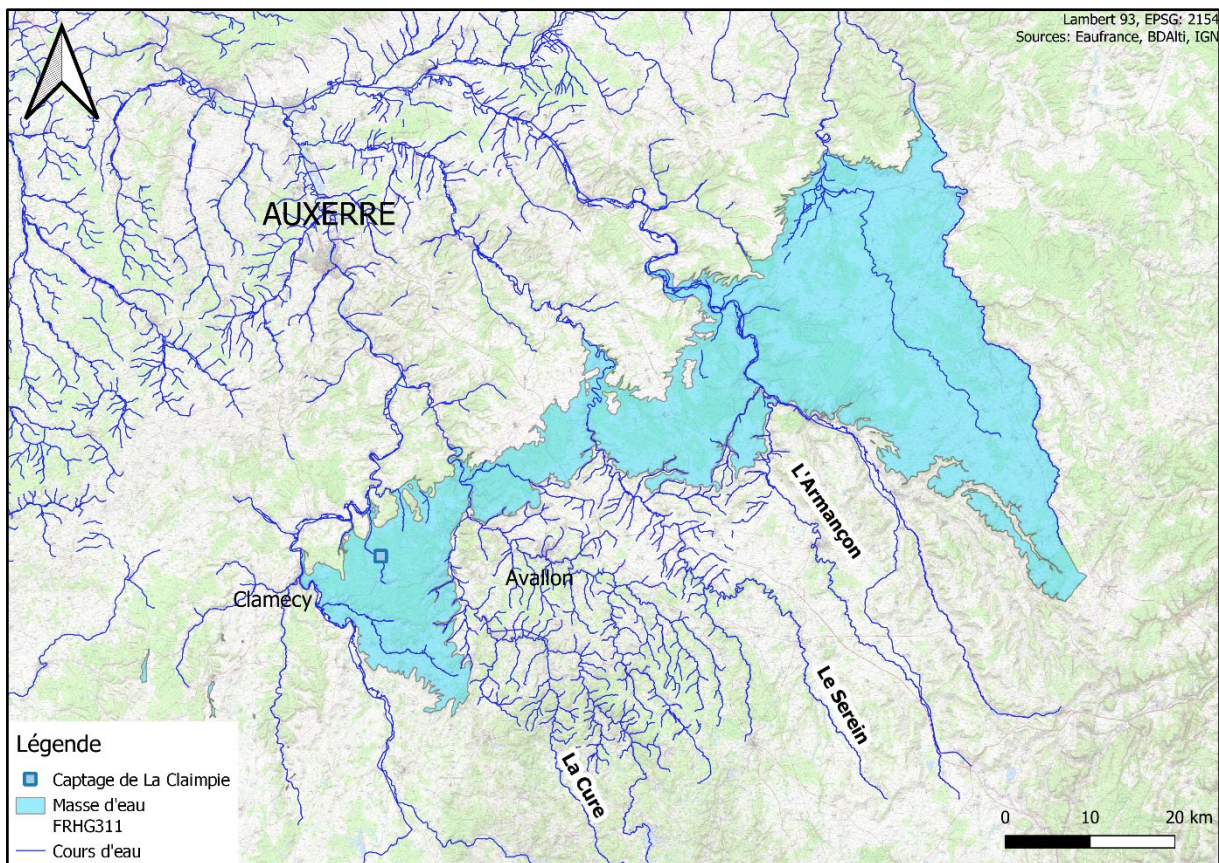 Lambert 93, EPSG: 2154
Sources: Eaufrance, BDAlti, IGN
AUXERRE
L'Armançon
Avallon
Clamecy
Le Serein
La Cure
Légende
Captage de La Claimpie
Masse d'eau
FRHG311
Cours d'eau
0 10 20 km